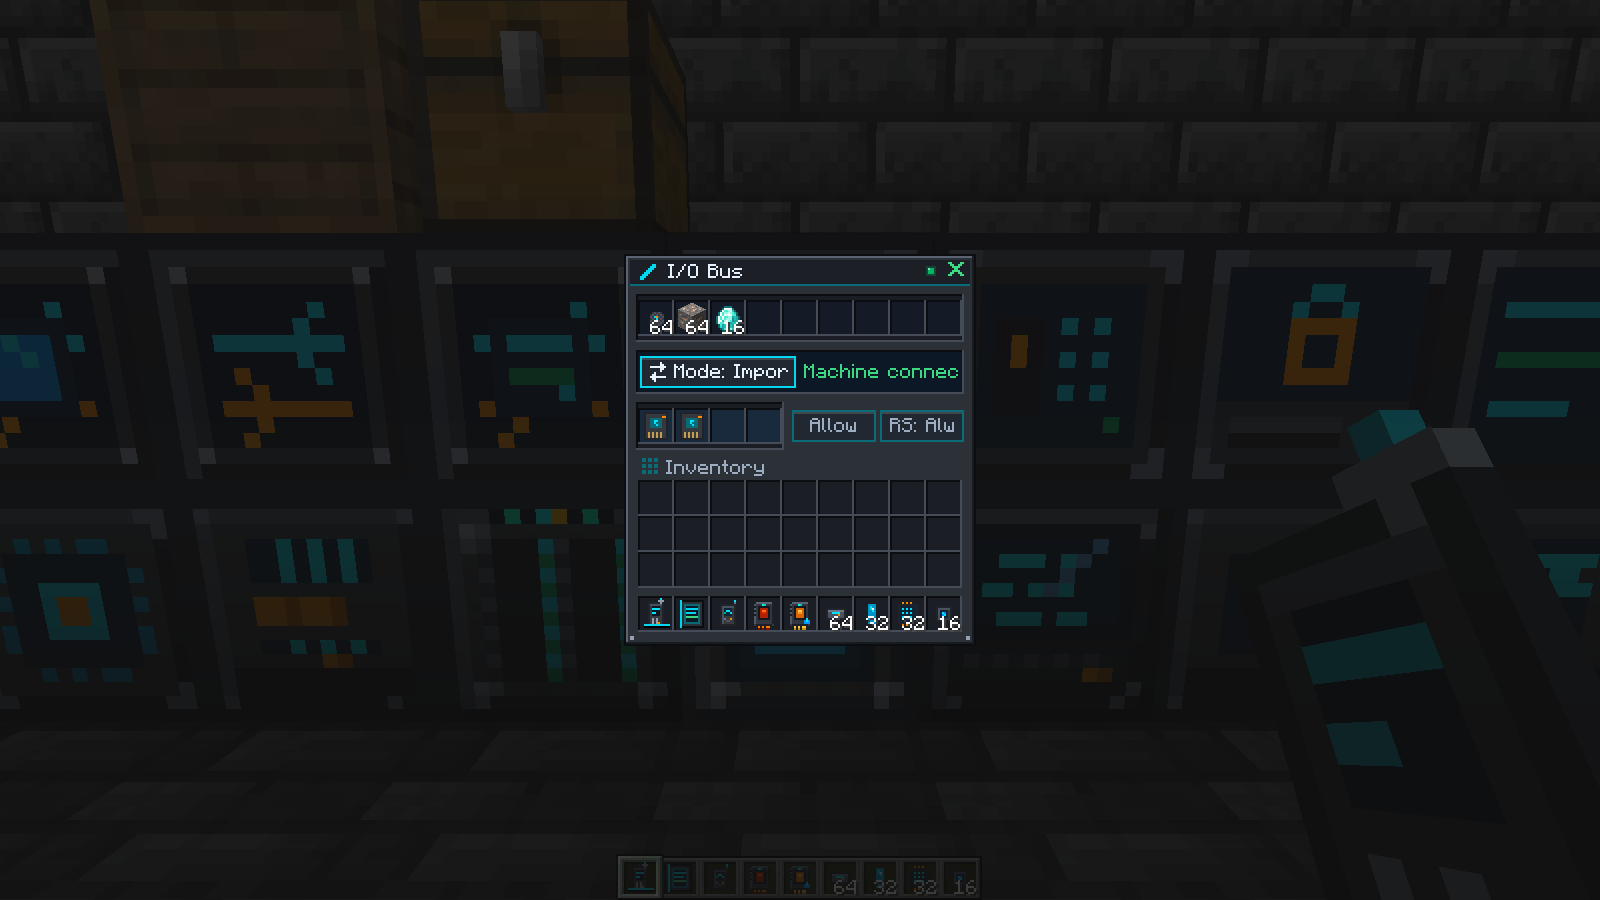 I/O Bus
64 64 16
Mode: Impor Machine connec
Allow RS: Alw
Inventory
64 32 32 16
64 32 32 16